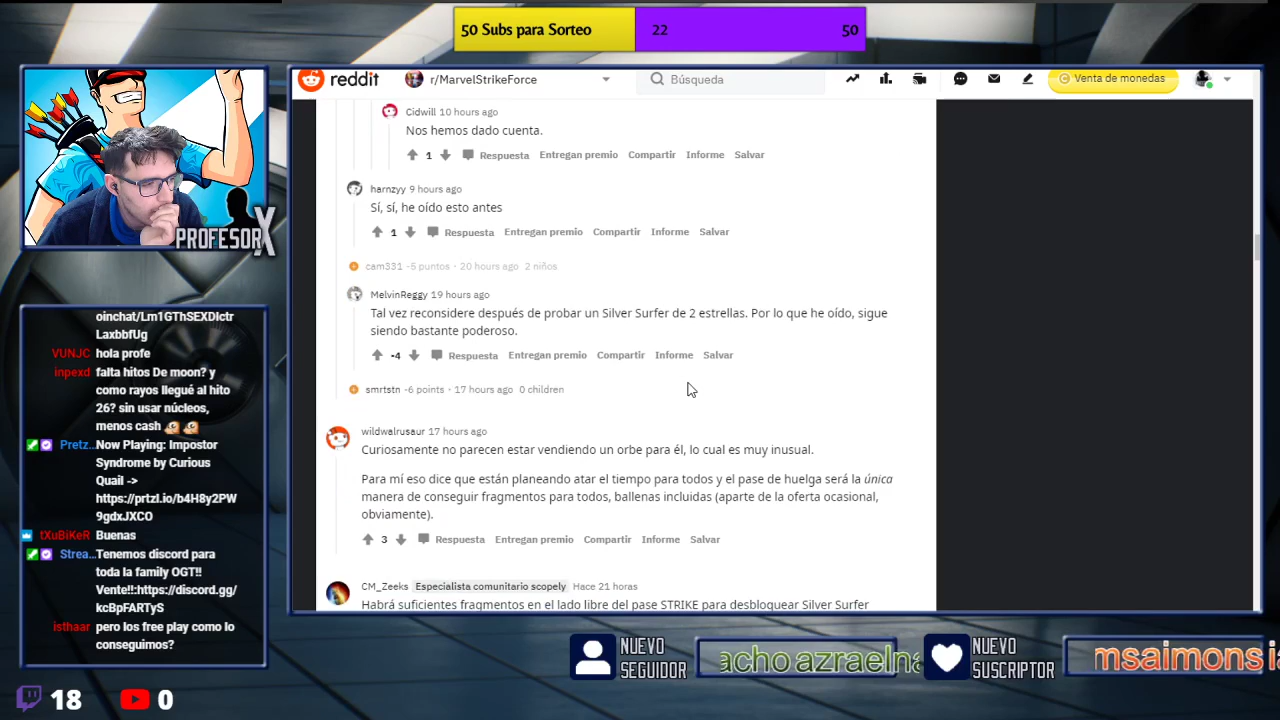 50 Subs para Sorteo
22
50
reddit
r/MarvelStrikeForce
Búsqueda
Venta de monedas
Cidwill 10 hours ago
Nos hemos dado cuenta.
1 Respuesta Entregan premio Compartir Informe Salvar
harnzyy 9 hours ago
Sí, sí, he oído esto antes
1 Respuesta Entregan premio Compartir Informe Salvar
cam331 -5 puntos · 20 hours ago 2 niños
MelvinReggy 19 hours ago
Tal vez reconsidere después de probar un Silver Surfer de 2 estrellas. Por lo que he oído, sigue
siendo bastante poderoso.
-4 Respuesta Entregan premio Compartir Informe Salvar
smrtstn -6 points · 17 hours ago 0 children
wildwalrusaur 17 hours ago
Curiosamente no parecen estar vendiendo un orbe para él, lo cual es muy inusual.
Para mí eso dice que están planeando atar el tiempo para todos y el pase de huelga será la única
manera de conseguir fragmentos para todos, ballenas incluidas (aparte de la oferta ocasional,
obviamente).
3 Respuesta Entregan premio Compartir Informe Salvar
CM_Zeeks Especialista comunitario scopely Hace 21 horas
Habrá suficientes fragmentos en el lado libre del pase STRIKE para desbloquear Silver Surfer
PROFESOR X
oinchat/Lm1GThSEXDIctr
LaxbbfUg
VUNJC hola profe
inpexd falta hitos De moon? y
como rayos llegué al hito
26? sin usar núcleos,
menos cash
Pretz... Now Playing: Impostor
Syndrome by Curious
Quail ->
https://prtzl.io/b4H8y2PW
9gdxJXCO
tXuBiKeR Buenas
Strea... Tenemos discord para
toda la family OGT!!
Vente!!:https://discord.gg/
kcBpFARTyS
isthaar pero los free play como lo
conseguimos?
NUEVO
SEGUIDOR
acho azraelna
NUEVO
SUSCRIPTOR
msaimons ia
18
0